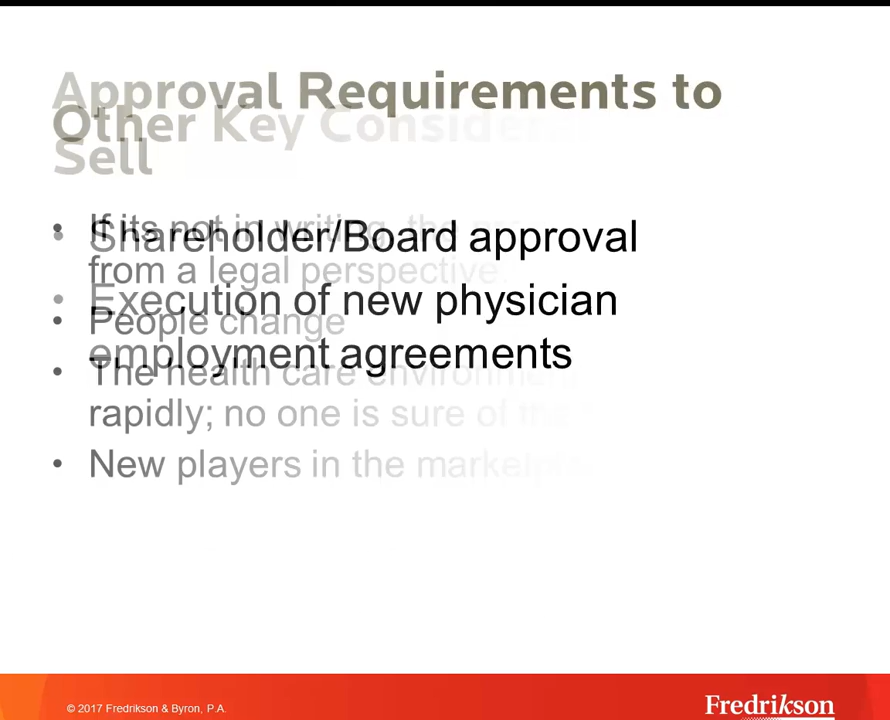 Approval Requirements to
Sell
Other Key
• Shareholder/Board approval
• Execution of new physician
employment agreements
• If its not in writing, the
from a legal perspective
• People change
• The health care environment
rapidly; no one is sure of the
• New players in the
© 2017 Fredrikson & Byron, P.A.
Fredrikson